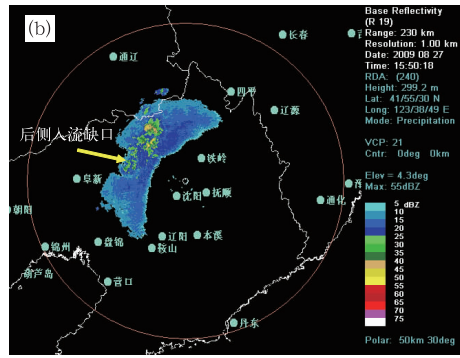 (b)
后侧入流缺口
通辽
长春
四平
辽源
铁岭
阜新
沈阳
抚顺
通化
朝阳
辽阳
本溪
盘锦
鞍山
锦州
葫芦岛
营口
丹东
Base Reflectivity
(R 19)
Range: 230 km
Resolution: 1.00 km
Date: 2009 08 27
Time: 15:50:18
RDA: (240)
Height: 299.2 m
Lat: 41/55/30 N
Long: 123/30/49 E
Mode: Precipitation
VCP: 21
Cntr: 0deg 0km
Elev = 4.3deg
Max: 55dBZ
5 dBZ
10
15
20
25
30
35
40
45
50
55
60
65
70
75
Polar: 50km 30deg